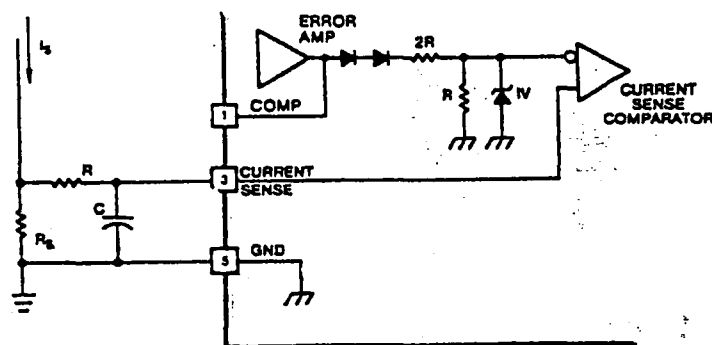 ERROR
AMP
Is
2R
R
1V
CURRENT
SENSE
COMPARATOR
1
COMP
R
3
CURRENT
SENSE
C
Rs
5
GND